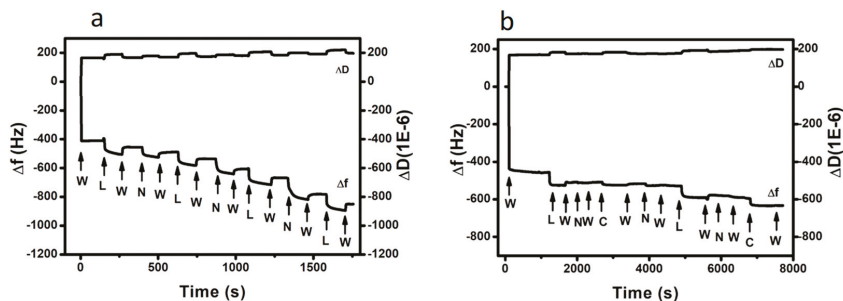 a
200
0
-200
-400
-600
-800
-1000
-1200
Δf (Hz)
ΔD
Δf
W L W N W L W N W L W N W L W
0 500 1000 1500
Time (s)
200
0
-200
-400
-600
-800
-1000
-1200
ΔD(1E-6)
b
200
0
-200
-400
-600
-800
Δf (Hz)
ΔD
Δf
W L W N W C W N W L W N W C W
0 2000 4000 6000 8000
Time (s)
200
0
200
400
600
800
ΔD(1E-6)